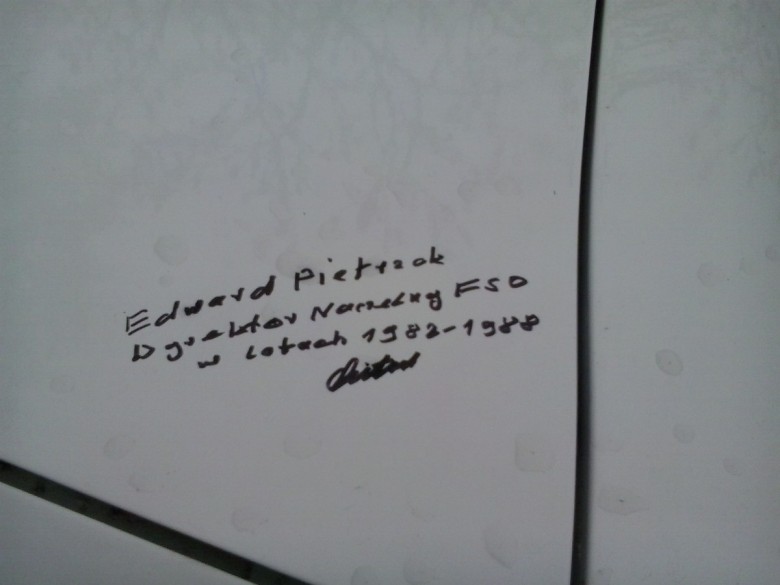 Edward Pietrzak
Dyrektor Naczelny FSO
w latach 1982-1988